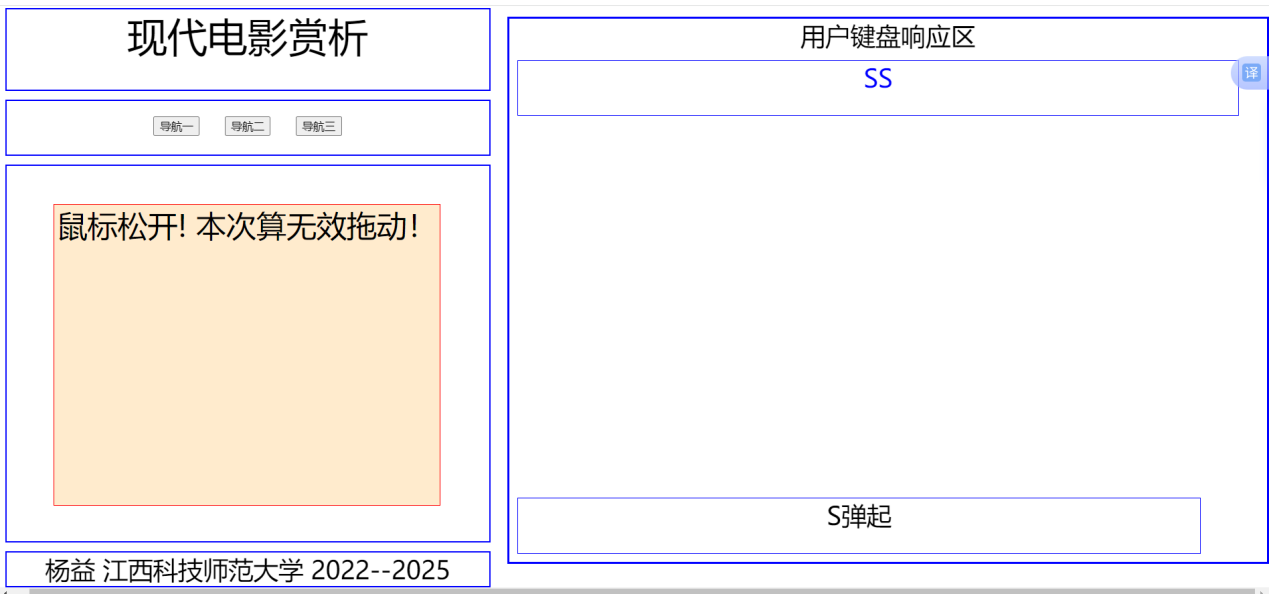 现代电影赏析
导航一 导航二 导航三
鼠标松开! 本次算无效拖动!
杨益 江西科技师范大学 2022--2025
用户键盘响应区
SS
译
S弹起